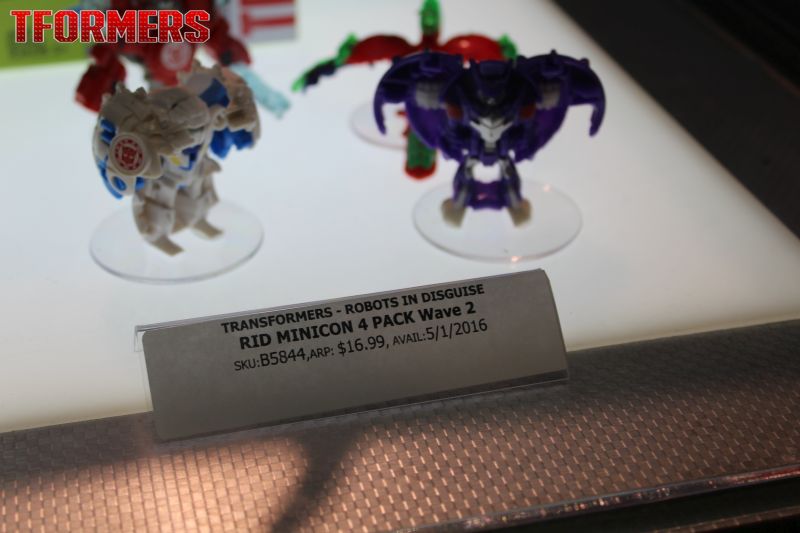 TFORMERS
TRANSFORMERS - ROBOTS IN DISGUISE
RID MINICON 4 PACK Wave 2
SKU:B5844,ARP: $16.99, AVAIL:5/1/2016